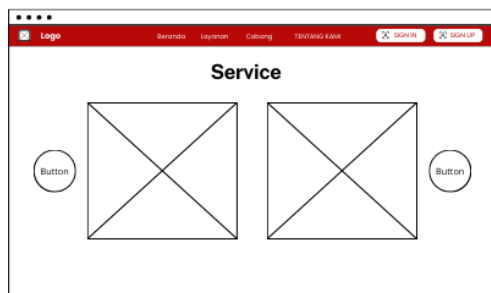 Logo Beranda Layanan Cabang TENTANG KAMI SIGN IN SIGN UP
Service
Button Button